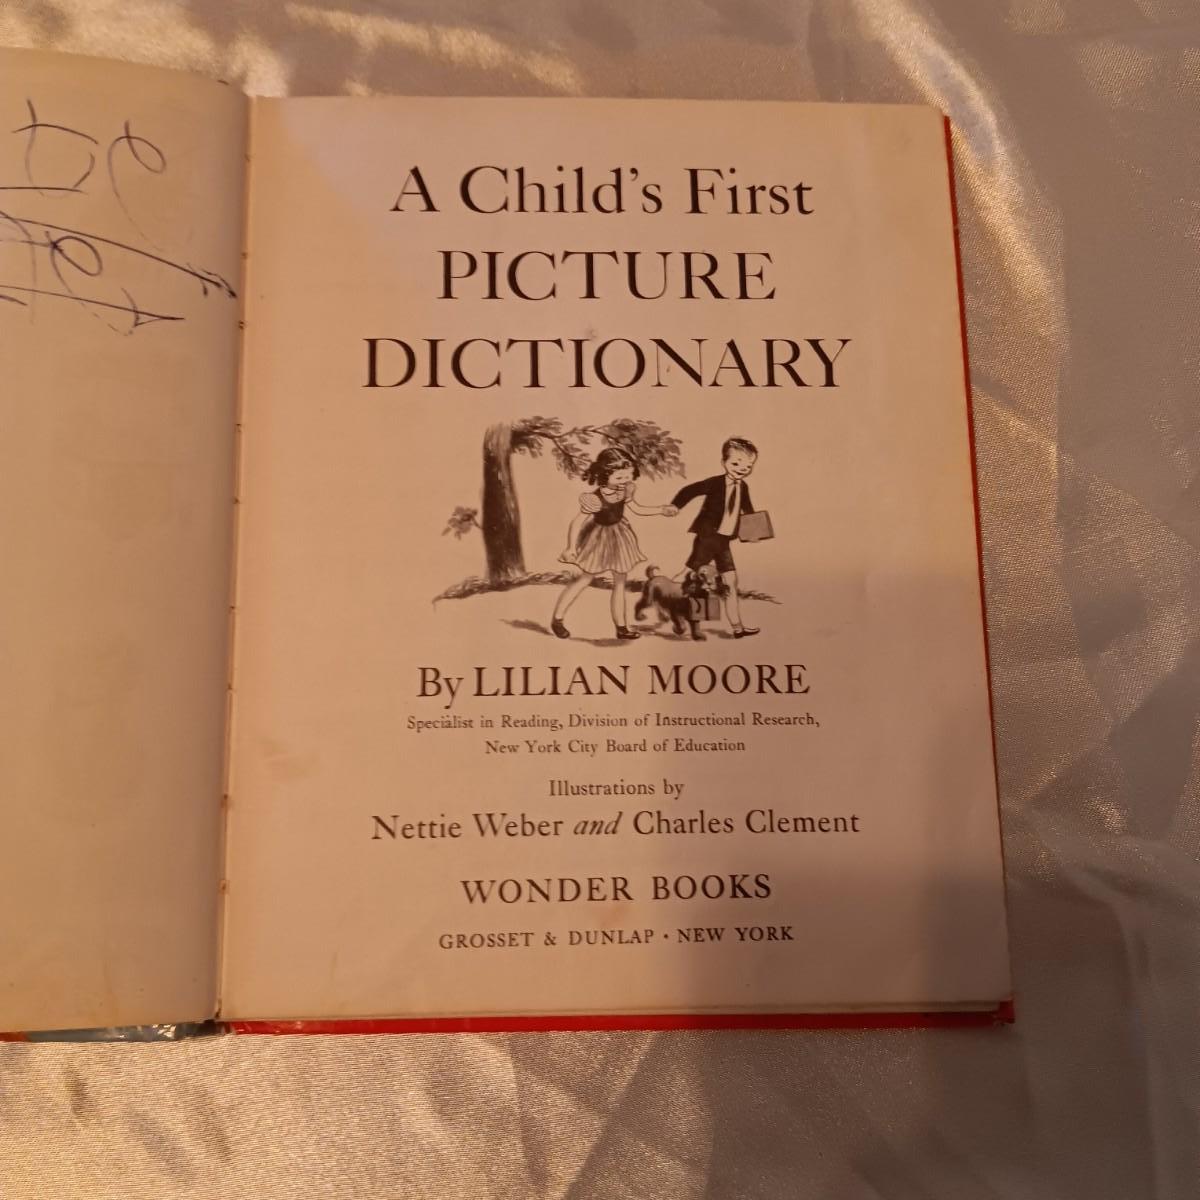 A Child's First
PICTURE
DICTIONARY
By LILIAN MOORE
Specialist in Reading, Division of Instructional Research,
New York City Board of Education
Illustrations by
Nettie Weber and Charles Clement
WONDER BOOKS
GROSSET & DUNLAP • NEW YORK